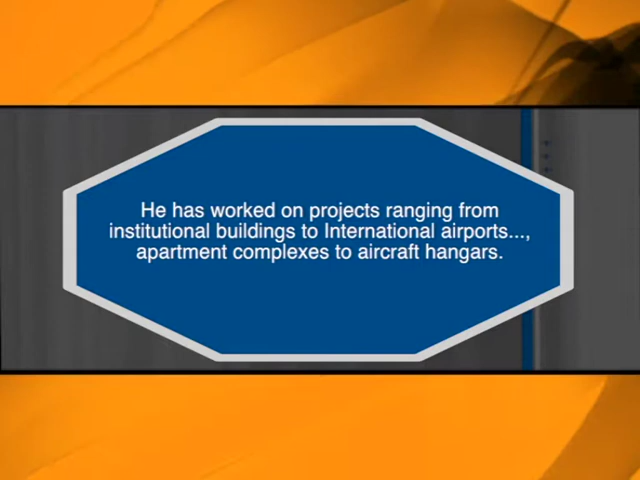 He has worked on projects ranging from
institutional buildings to International airports...,
apartment complexes to aircraft hangars.